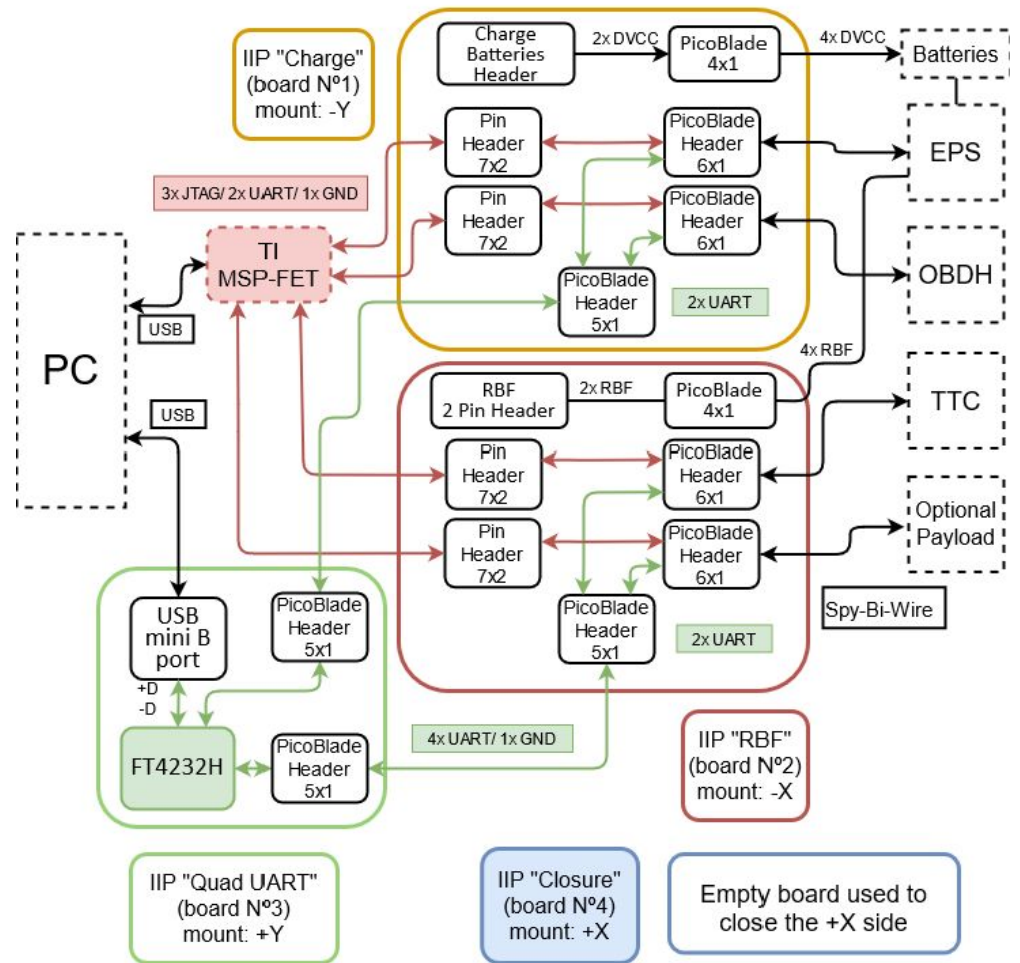 IIP "Charge"
(board Nº1)
mount: -Y
Charge
Batteries
Header
2x DVCC
PicoBlade
4x1
4x DVCC
Batteries
Pin
Header
7x2
PicoBlade
Header
6x1
EPS
Pin
Header
7x2
PicoBlade
Header
6x1
OBDH
PicoBlade
Header
5x1
2x UART
3x JTAG/ 2x UART/ 1x GND
TI
MSP-FET
PC
USB
USB
4x RBF
RBF
2 Pin Header
2x RBF
PicoBlade
4x1
TTC
Pin
Header
7x2
PicoBlade
Header
6x1
Pin
Header
7x2
PicoBlade
Header
6x1
Optional
Payload
PicoBlade
Header
5x1
2x UART
Spy-Bi-Wire
USB
mini B
port
PicoBlade
Header
5x1
+D
-D
FT4232H
PicoBlade
Header
5x1
4x UART/ 1x GND
IIP "RBF"
(board Nº2)
mount: -X
IIP "Quad UART"
(board Nº3)
mount: +Y
IIP "Closure"
(board Nº4)
mount: +X
Empty board used to
close the +X side